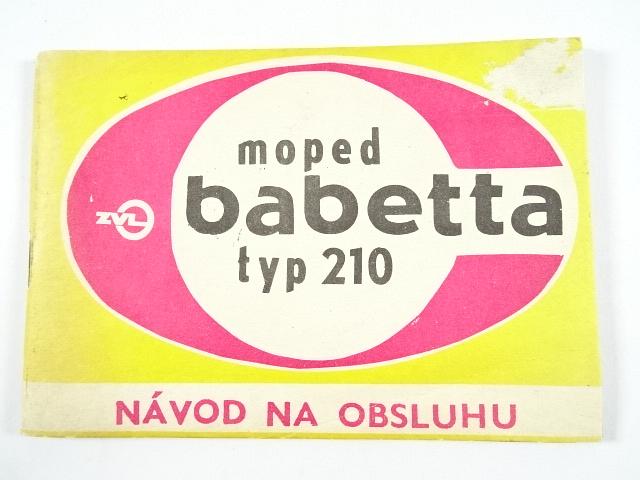 moped
ZVL babetta
typ 210
NÁVOD NA OBSLUHU